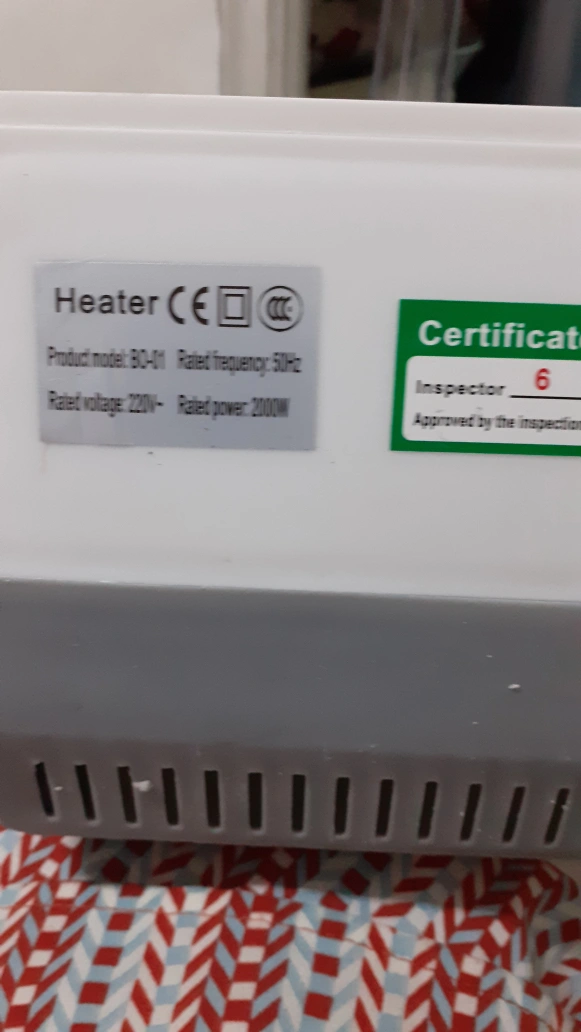 Heater CE CCC
Product model: BO-01 Rated frequency: 50Hz
Rated voltage: 220V~ Rated power: 2000W
Certificat
Inspector 6
Approved by the inspection